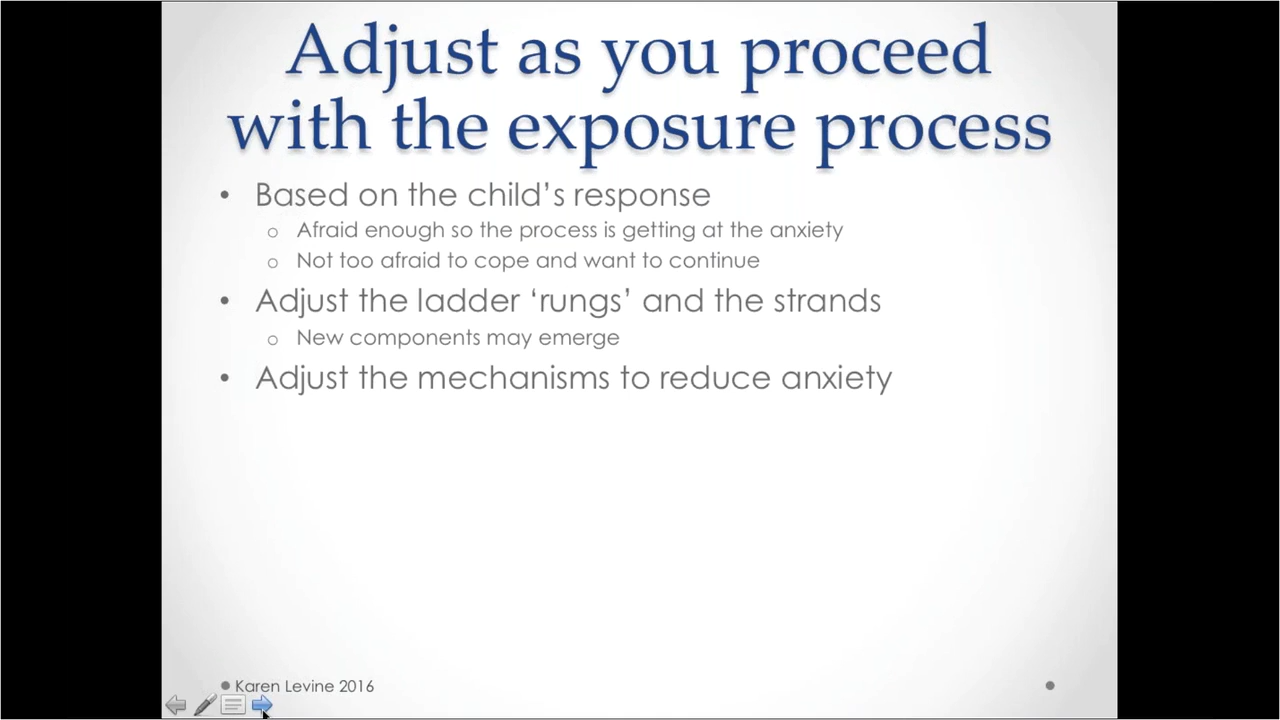 Adjust as you proceed
with the exposure process
• Based on the child’s response
o Afraid enough so the process is getting at the anxiety
o Not too afraid to cope and want to continue
• Adjust the ladder ‘rungs’ and the strands
o New components may emerge
• Adjust the mechanisms to reduce anxiety
• Karen Levine 2016